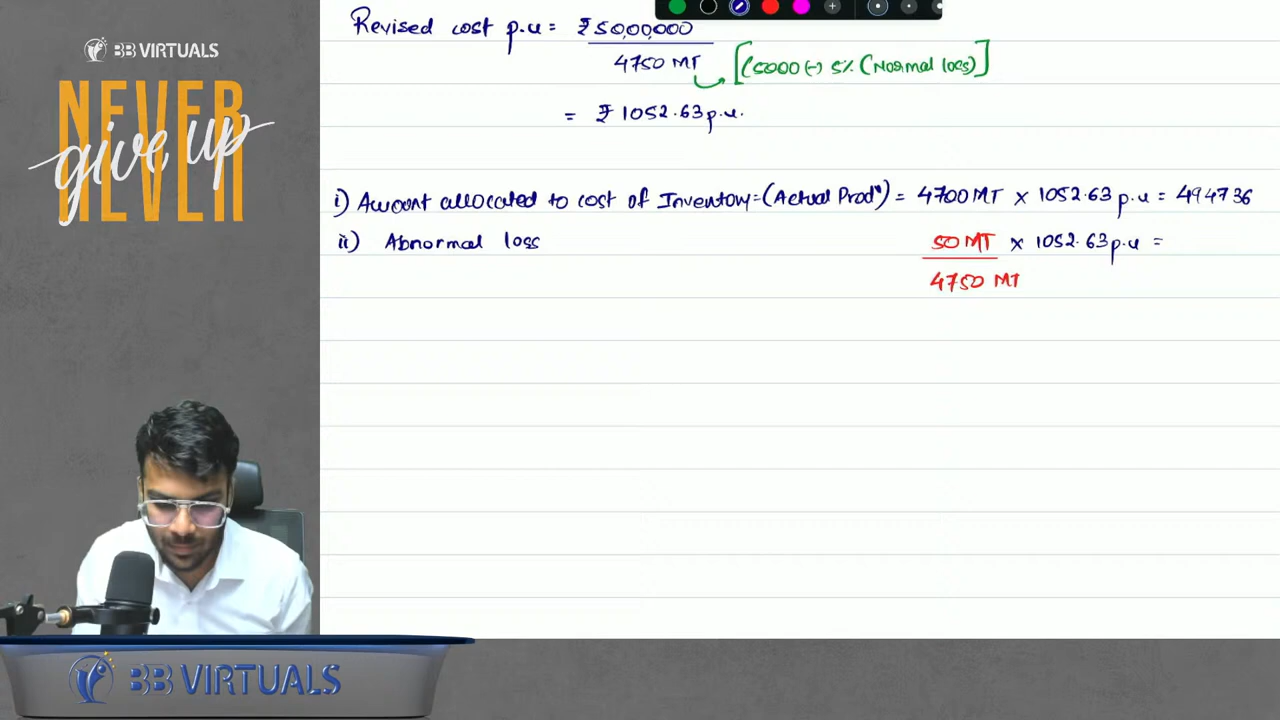 BB VIRTUALS
NEVER
give up
NEVER
Revised cost p.u = ₹50,00,000
4750 MT [(5000 (-) 5% (Normal loss)]
= ₹ 1052.63 p.u.
i) Amount allocated to cost of Inventory = (Actual Prodⁿ) = 4700 MT × 1052.63 p.u = 494736
ii) Abnormal loss 50 MT × 1052.63 p.u =
4750 MT
BB VIRTUALS